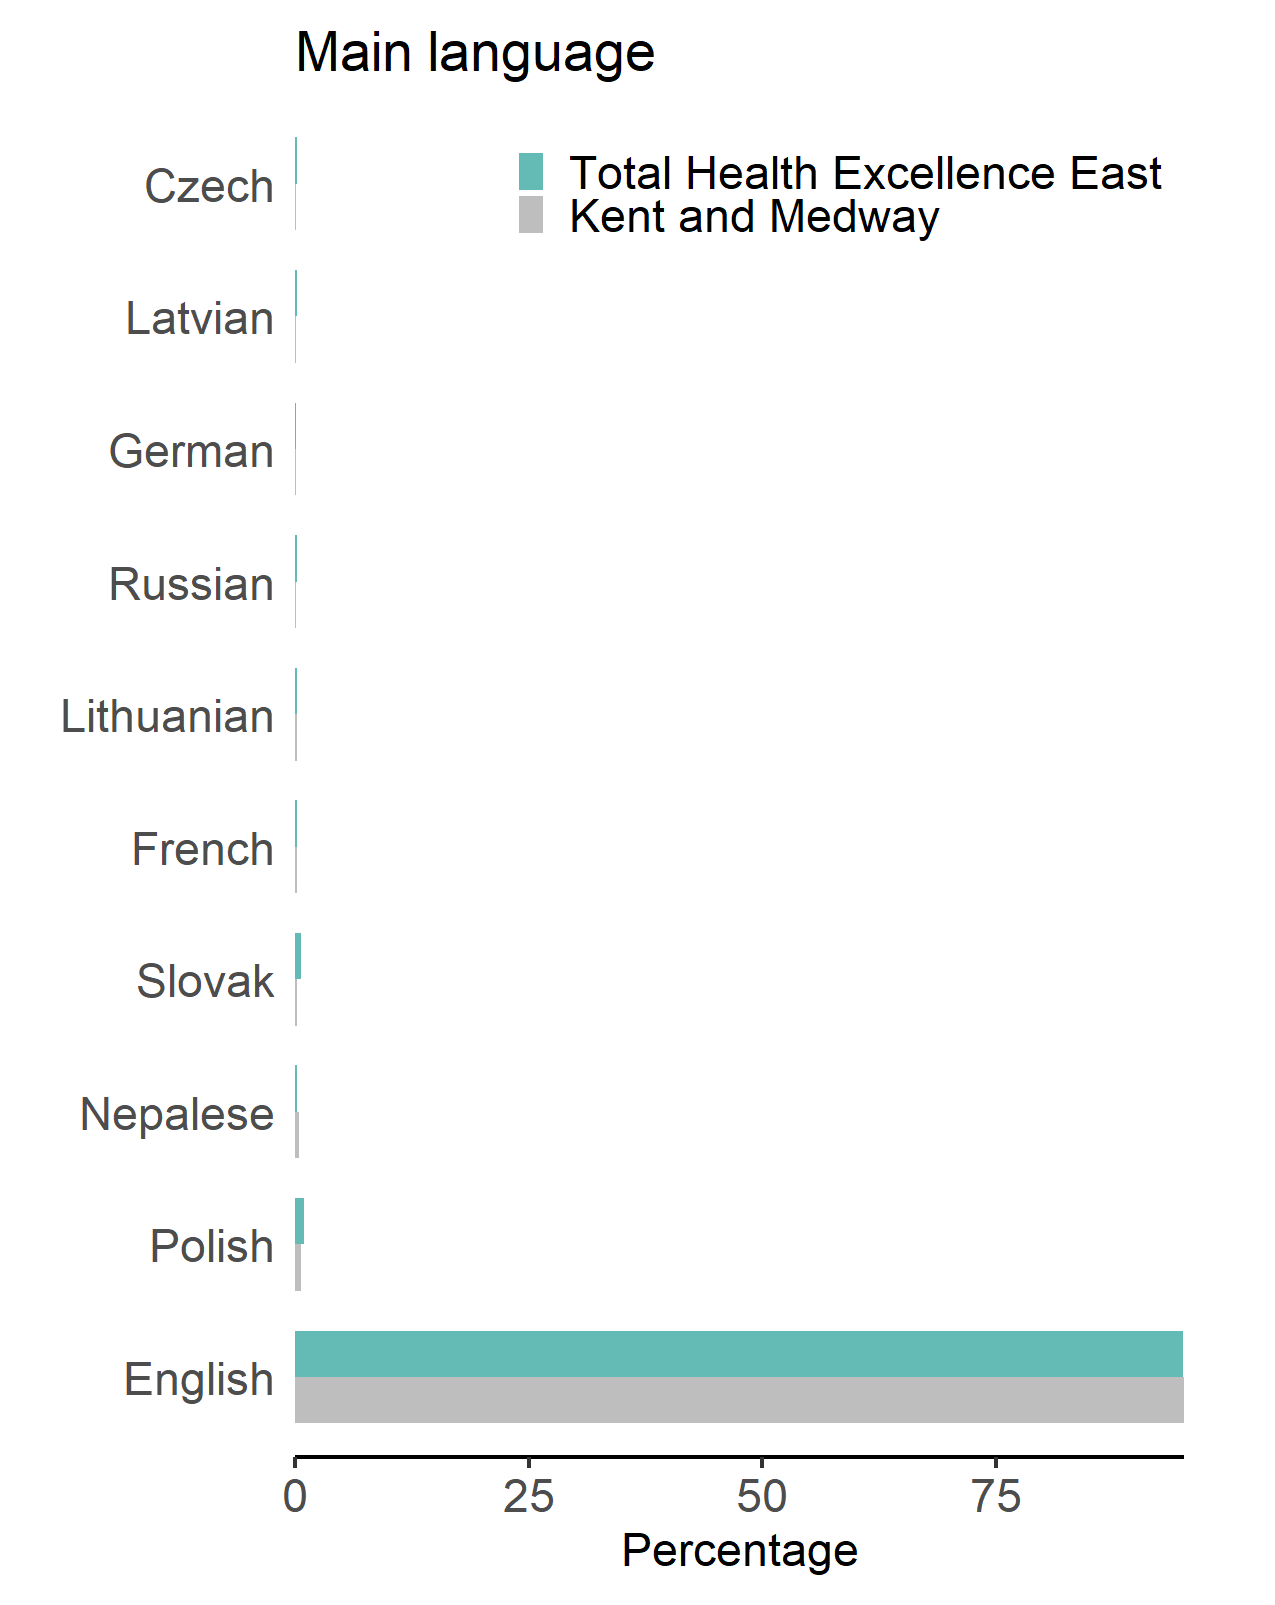 Main language
Total Health Excellence East
Kent and Medway
Czech
Latvian
German
Russian
Lithuanian
French
Slovak
Nepalese
Polish
English
0 25 50 75
Percentage